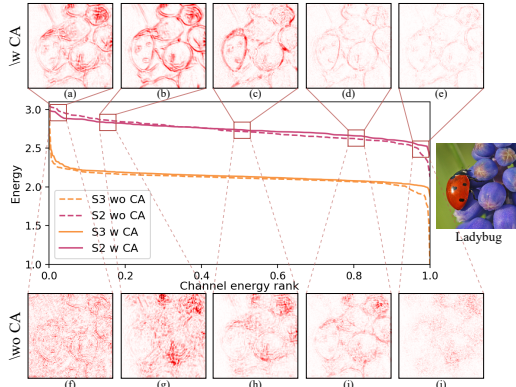 \w CA
(a) (b) (c) (d) (e)
3.1
2.5
2.0
1.5
1.0
Energy
S3 wo CA
S2 wo CA
S3 w CA
S2 w CA
0.0 0.2 0.4 0.6 0.8 1.0
Channel energy rank
Ladybug
\wo CA
(f) (g) (h) (i) (j)